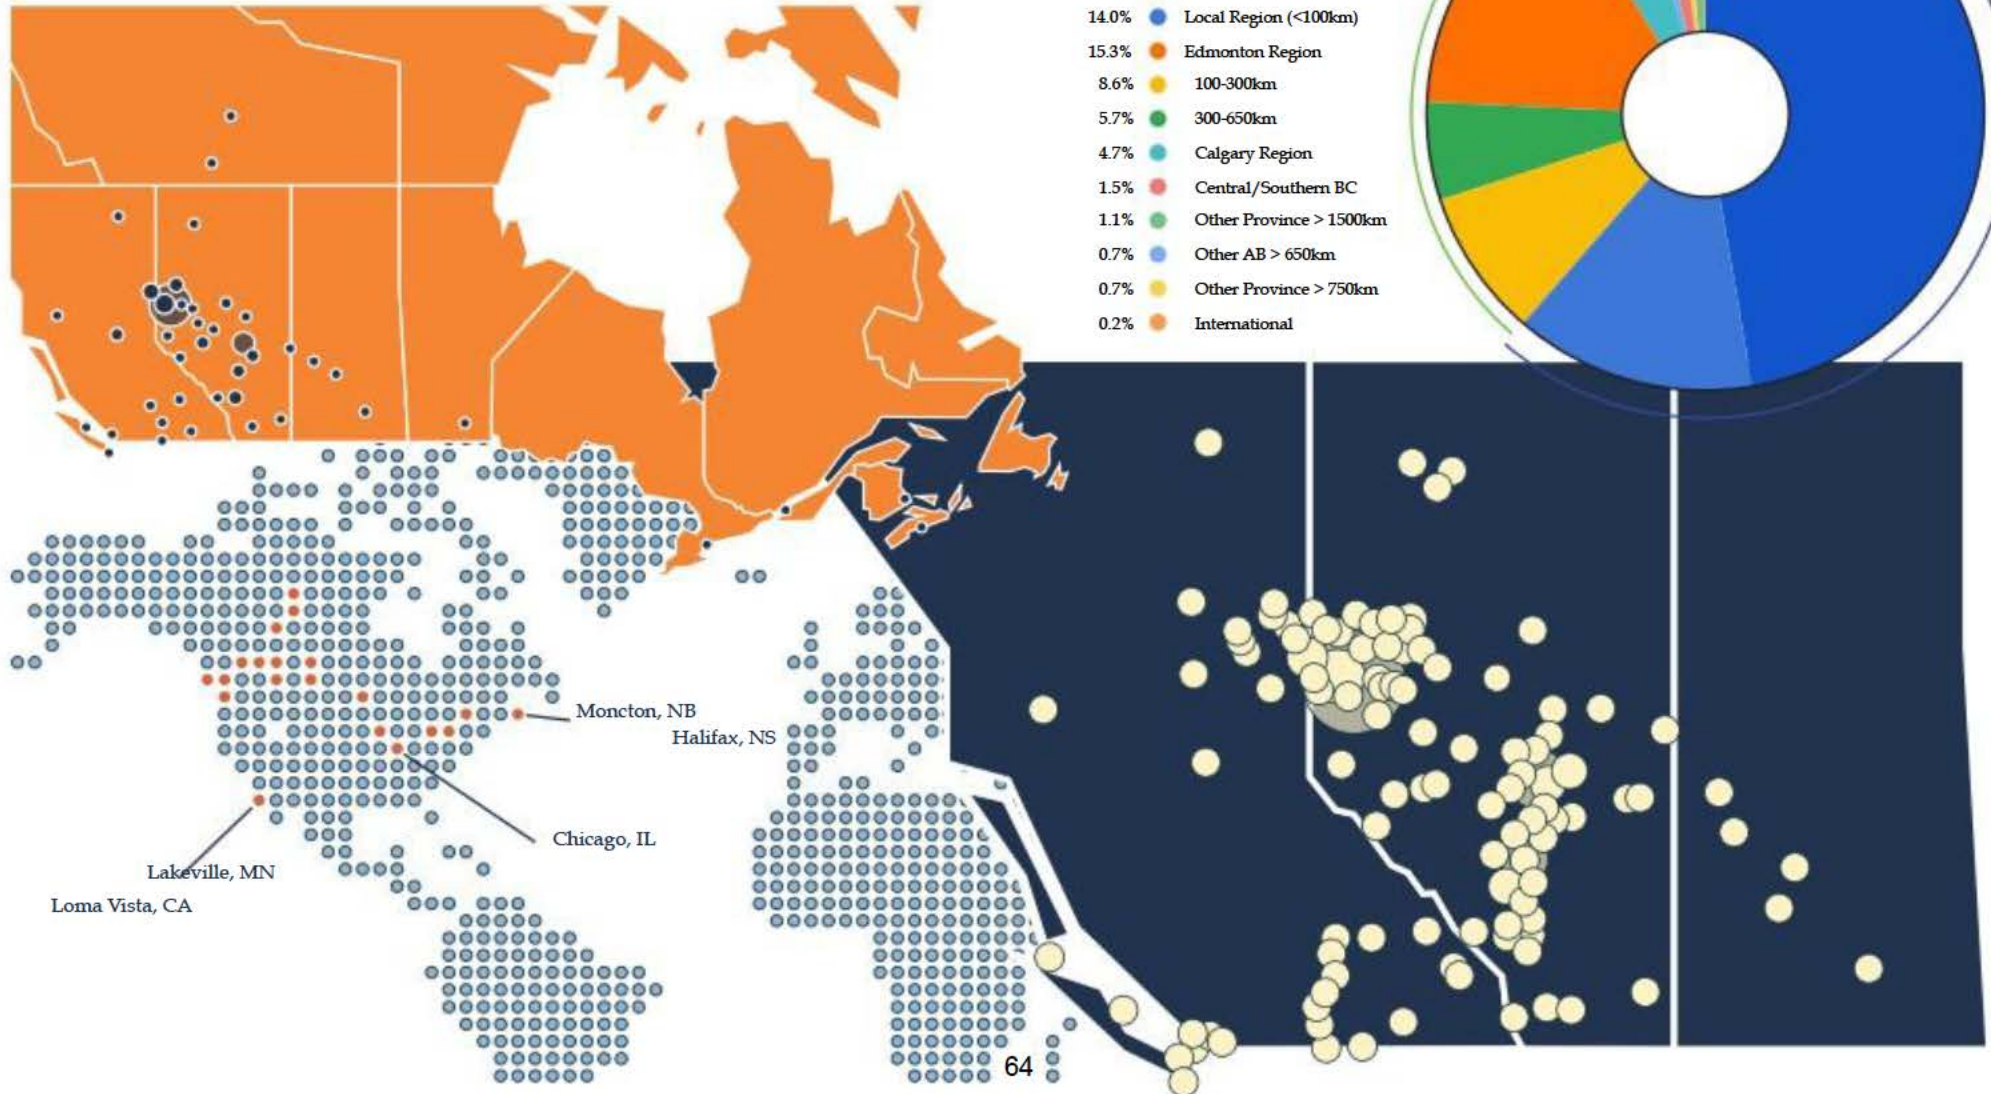 14.0% Local Region (<100km)
15.3% Edmonton Region
8.6% 100-300km
5.7% 300-650km
4.7% Calgary Region
1.5% Central/Southern BC
1.1% Other Province > 1500km
0.7% Other AB > 650km
0.7% Other Province > 750km
0.2% International
Moncton, NB
Halifax, NS
Chicago, IL
Lakeville, MN
Loma Vista, CA
64